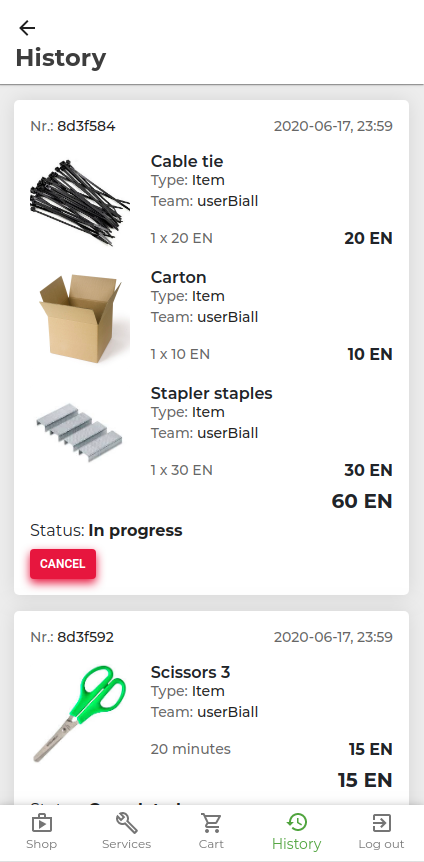 History
Nr.: 8d3f584 2020-06-17, 23:59
Cable tie
Type: Item
Team: userBiall
1 x 20 EN 20 EN
Carton
Type: Item
Team: userBiall
1 x 10 EN 10 EN
Stapler staples
Type: Item
Team: userBiall
1 x 30 EN 30 EN
60 EN
Status: In progress
CANCEL
Nr.: 8d3f592 2020-06-17, 23:59
Scissors 3
Type: Item
Team: userBiall
20 minutes 15 EN
15 EN
Shop Services Cart History Log out